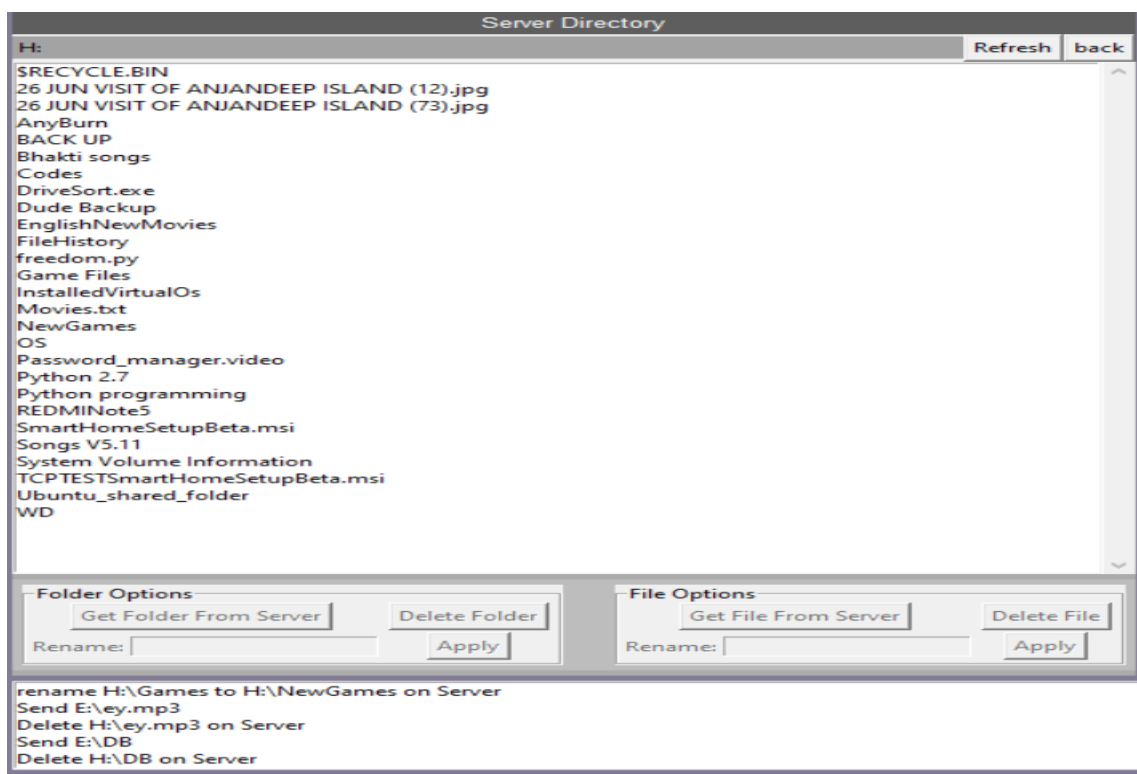 Server Directory
H: Refresh back
$RECYCLE.BIN
26 JUN VISIT OF ANJANDEEP ISLAND (12).jpg
26 JUN VISIT OF ANJANDEEP ISLAND (73).jpg
AnyBurn
BACK UP
Bhakti songs
Codes
DriveSort.exe
Dude Backup
EnglishNewMovies
FileHistory
freedom.py
Game Files
InstalledVirtualOs
Movies.txt
NewGames
OS
Password_manager.video
Python 2.7
Python programming
REDMINote5
SmartHomeSetupBeta.msi
Songs V5.11
System Volume Information
TCPTESTSmartHomeSetupBeta.msi
Ubuntu_shared_folder
WD
Folder Options
Get Folder From Server Delete Folder
Rename: Apply
File Options
Get File From Server Delete File
Rename: Apply
rename H:\Games to H:\NewGames on Server
Send E:\ey.mp3
Delete H:\ey.mp3 on Server
Send E:\DB
Delete H:\DB on Server